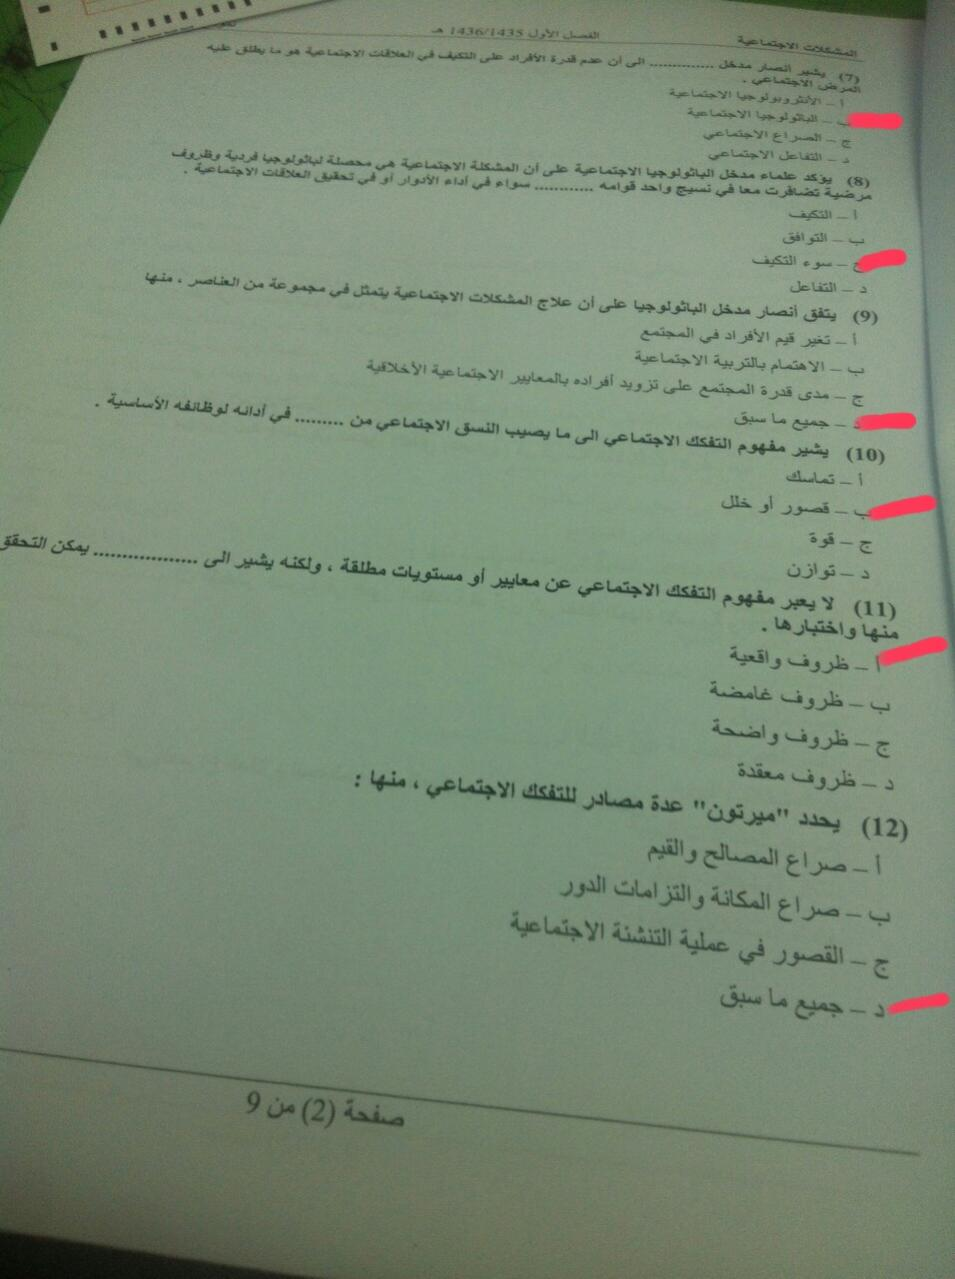 المشكلات الاجتماعية
الفصل الأول 1436/1435 هـ
(7) يشير أنصار مدخل .............. الى أن عدم قدرة الأفراد على التكيف في العلاقات الاجتماعية هو ما يطلق عليه
المرض الاجتماعي .
أ – الأنثروبولوجيا الاجتماعية
ب – الباثولوجيا الاجتماعية
ج – الصراع الاجتماعي
د – التفاعل الاجتماعي
(8) يؤكد علماء مدخل الباثولوجيا الاجتماعية على أن المشكلة الاجتماعية هي محصلة لباثولوجيا فردية وظروف
مرضية تضافرت معا في نسيج واحد قوامه ............ سواء في أداء الأدوار أو في تحقيق العلاقات الاجتماعية .
أ – التكيف
ب – التوافق
ج – سوء التكيف
د – التفاعل
(9) يتفق أنصار مدخل الباثولوجيا على أن علاج المشكلات الاجتماعية يتمثل في مجموعة من العناصر ، منها
أ – تغير قيم الأفراد في المجتمع
ب – الاهتمام بالتربية الاجتماعية
ج – مدى قدرة المجتمع على تزويد أفراده بالمعايير الاجتماعية الأخلاقية
د – جميع ما سبق
(10) يشير مفهوم التفكك الاجتماعي الى ما يصيب النسق الاجتماعي من ......... في أدائه لوظائفه الأساسية .
أ – تماسك
ب – قصور أو خلل
ج – قوة
د – توازن
(11) لا يعبر مفهوم التفكك الاجتماعي عن معايير أو مستويات مطلقة ، ولكنه يشير الى .................. يمكن التحقق
منها واختبارها .
أ – ظروف واقعية
ب – ظروف غامضة
ج – ظروف واضحة
د – ظروف معقدة
(12) يحدد "ميرتون" عدة مصادر للتفكك الاجتماعي ، منها :
أ – صراع المصالح والقيم
ب – صراع المكانة والتزامات الدور
ج – القصور في عملية التنشئة الاجتماعية
د – جميع ما سبق
صفحة (2) من 9